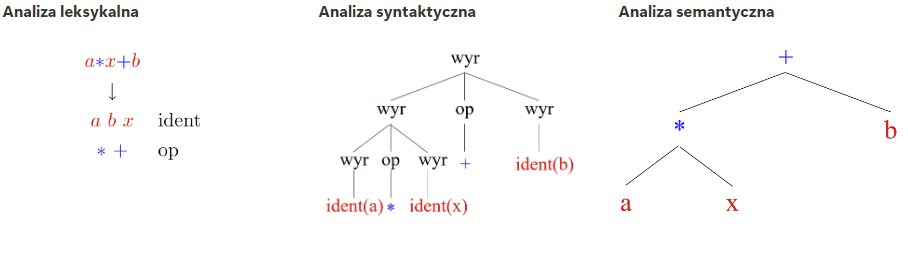 Analiza leksykalna
a*x+b
↓
a b x ident
* + op
Analiza syntaktyczna
wyr
wyr op wyr
wyr op wyr + ident(b)
ident(a) * ident(x)
Analiza semantyczna
+
* b
a x